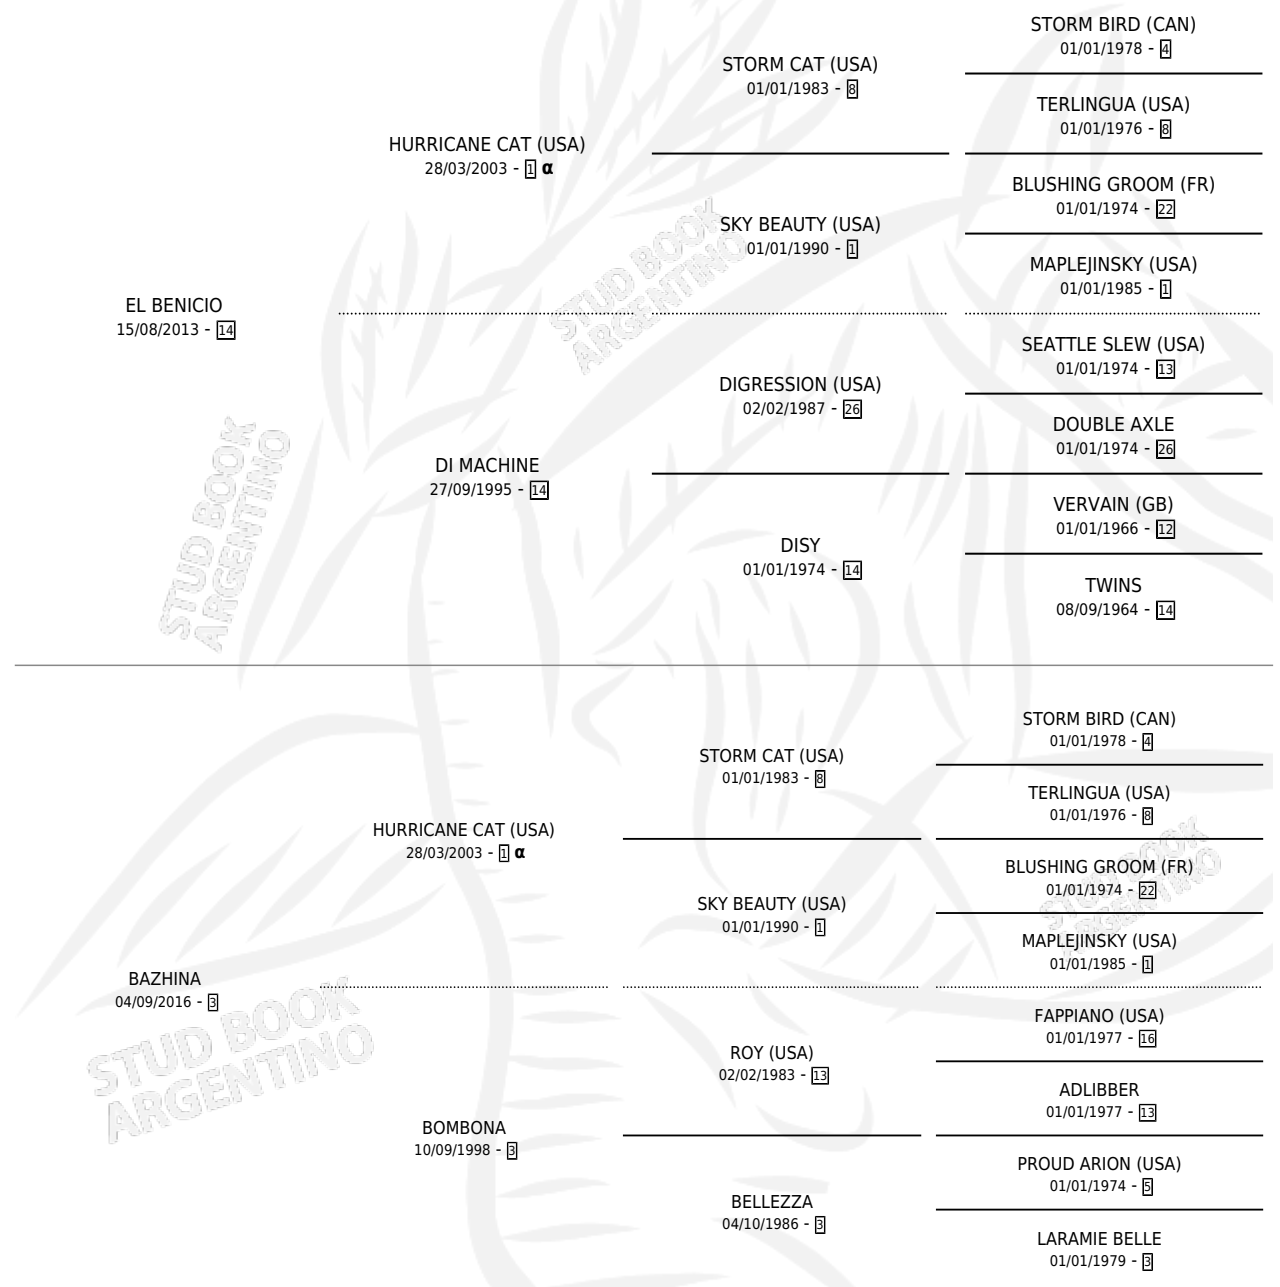 STORM BIRD (CAN)
01/01/1978 - 4
STORM CAT (USA)
01/01/1983 - 8
TERLINGUA (USA)
01/01/1976 - 8
HURRICANE CAT (USA)
28/03/2003 - 1 α
BLUSHING GROOM (FR)
01/01/1974 - 22
SKY BEAUTY (USA)
01/01/1990 - 1
MAPLEJINSKY (USA)
01/01/1985 - 1
EL BENICIO
15/08/2013 - 14
SEATTLE SLEW (USA)
01/01/1974 - 13
DIGRESSION (USA)
02/02/1987 - 26
DOUBLE AXLE
01/01/1974 - 26
DI MACHINE
27/09/1995 - 14
VERVAIN (GB)
01/01/1966 - 12
DISY
01/01/1974 - 14
TWINS
08/09/1964 - 14
STUD BOOK
ARGENTINO
STUD BOOK
ARGENTINO
STORM BIRD (CAN)
01/01/1978 - 4
STORM CAT (USA)
01/01/1983 - 8
TERLINGUA (USA)
01/01/1976 - 8
HURRICANE CAT (USA)
28/03/2003 - 1 α
BLUSHING GROOM (FR)
01/01/1974 - 22
SKY BEAUTY (USA)
01/01/1990 - 1
MAPLEJINSKY (USA)
01/01/1985 - 1
BAZHINA
04/09/2016 - 3
FAPPIANO (USA)
01/01/1977 - 16
ROY (USA)
02/02/1983 - 13
ADLIBBER
01/01/1977 - 13
BOMBONA
10/09/1998 - 3
PROUD ARION (USA)
01/01/1974 - 5
BELLEZZA
04/10/1986 - 3
LARAMIE BELLE
01/01/1979 - 3
STUD BOOK
ARGENTINO
STUD BOOK
ARGENTINO